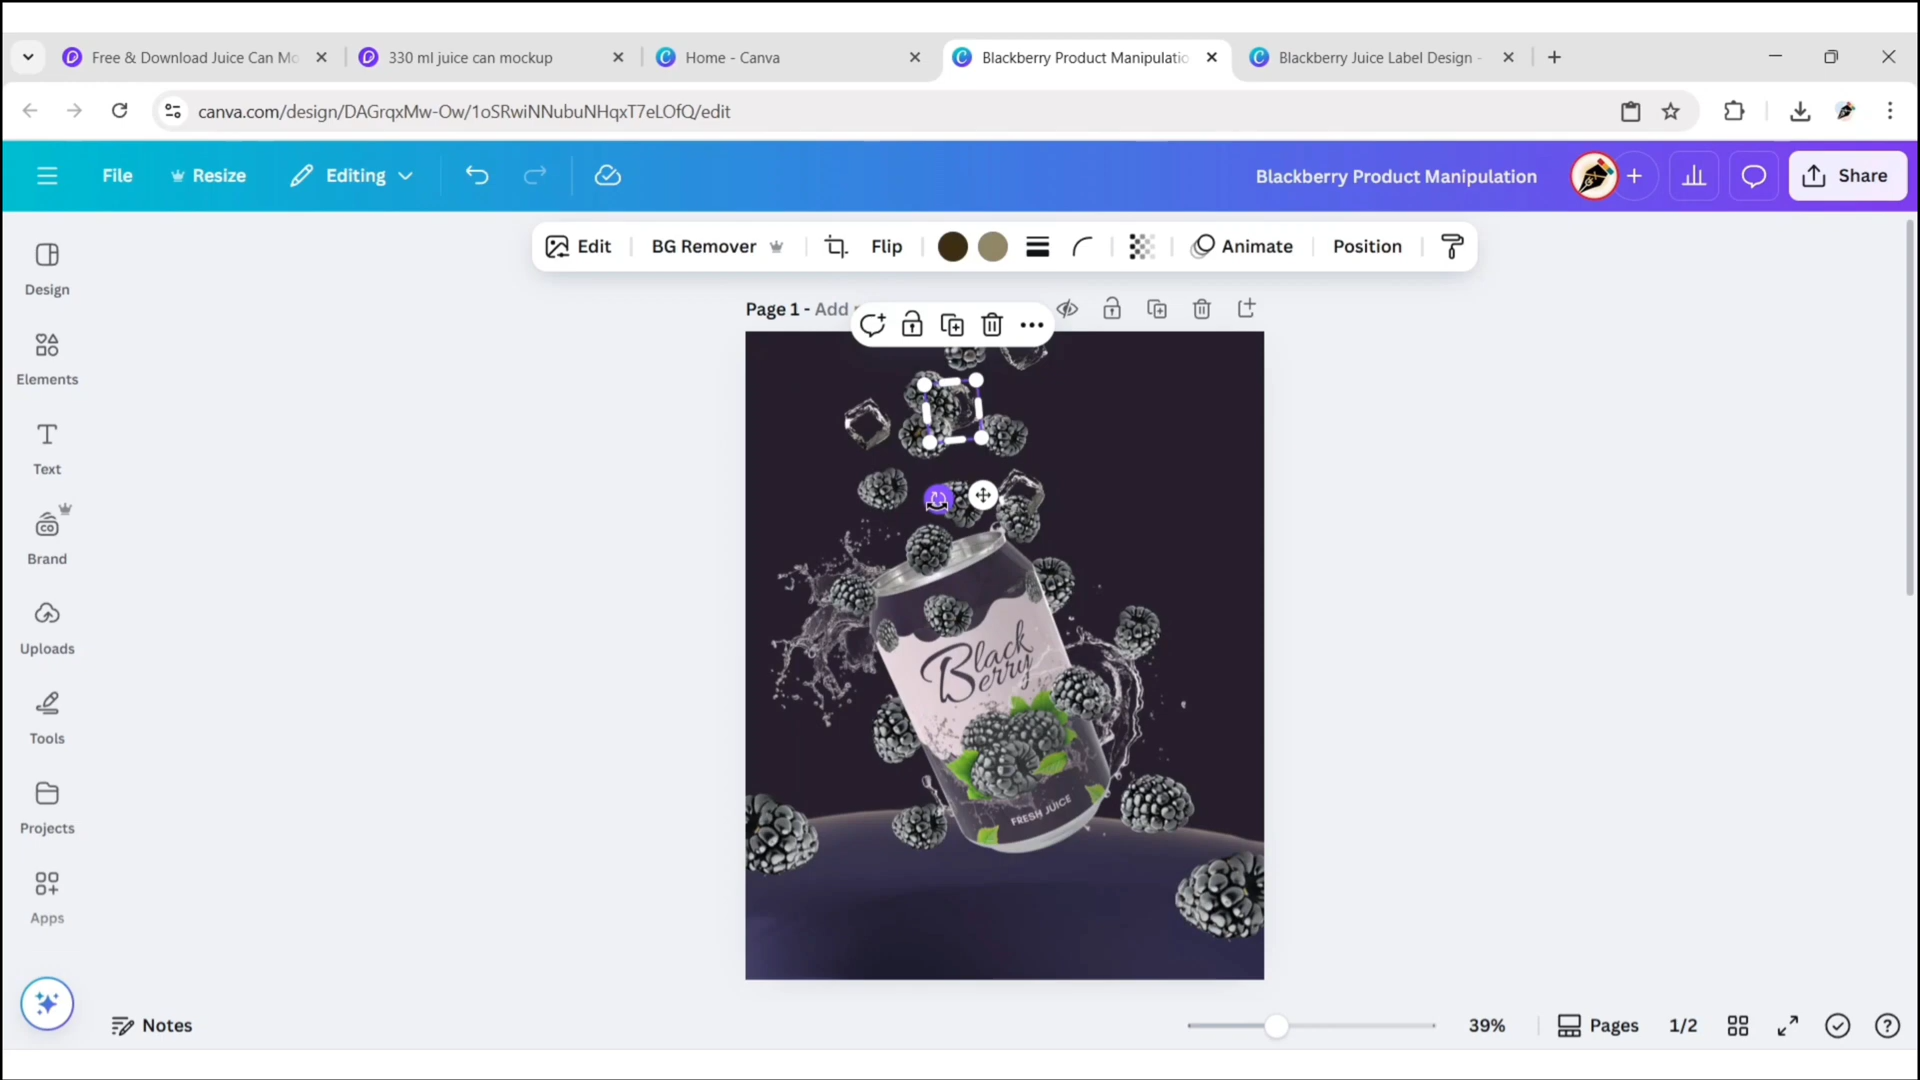 Free & Download Juice Can Mo
330 ml juice can mockup
Home - Canva
Blackberry Product Manipulatio
Blackberry Juice Label Design -
canva.com/design/DAGrqxMw-Ow/1oSRwiNNubuNHqxT7eLOfQ/edit
File
Resize
Editing
Blackberry Product Manipulation
Share
Edit
BG Remover
Flip
Animate
Position
Page 1 - Add
Design
Elements
Text
Brand
Uploads
Tools
Projects
Apps
Black
Berry
FRESH JUICE
Notes
39%
Pages
1/2